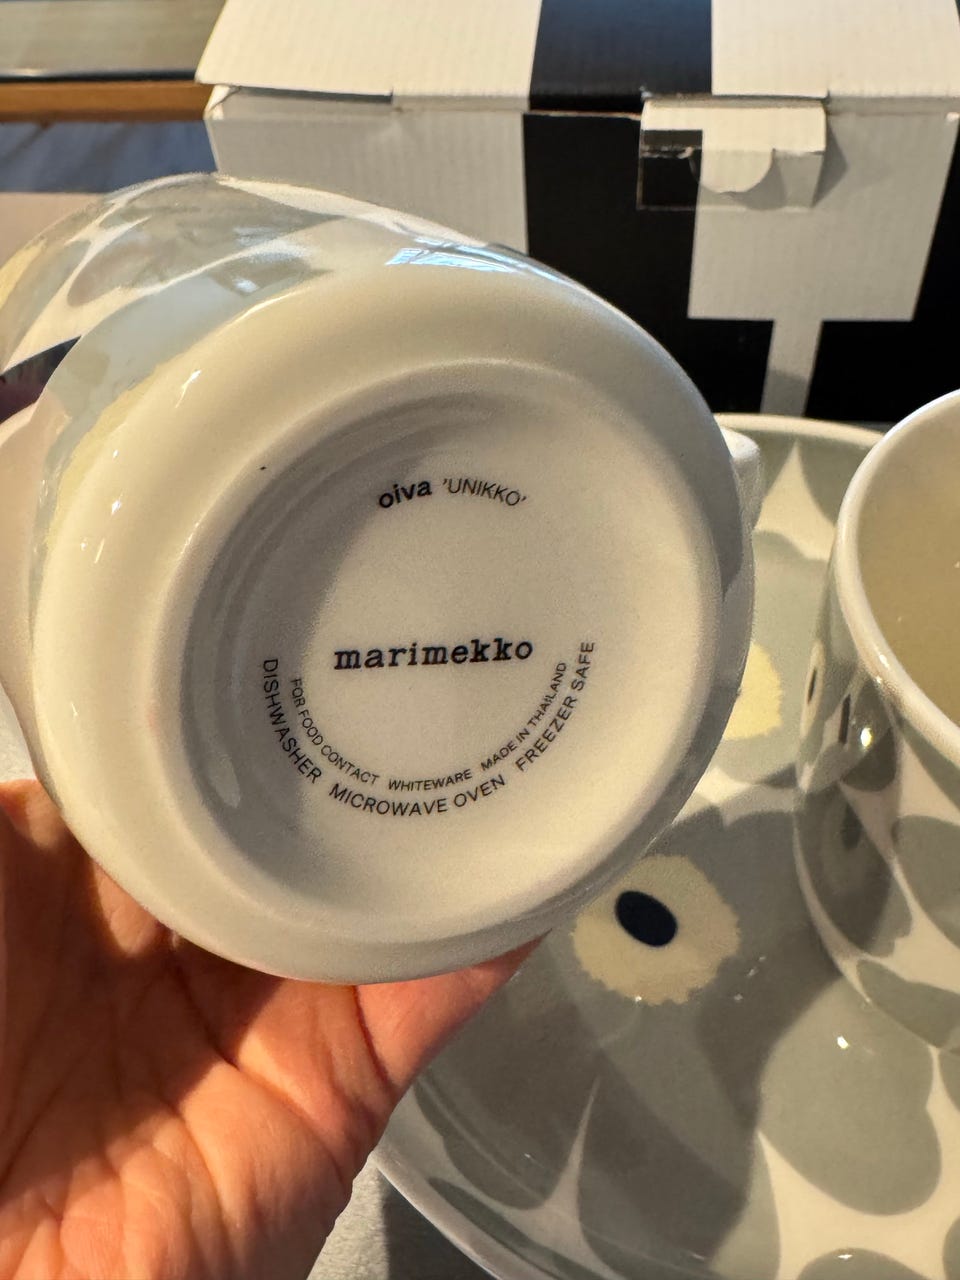 oiva 'UNIKKO'
marimekko
FOR FOOD CONTACT WHITEWARE MADE IN THAILAND
DISHWASHER MICROWAVE OVEN FREEZER SAFE